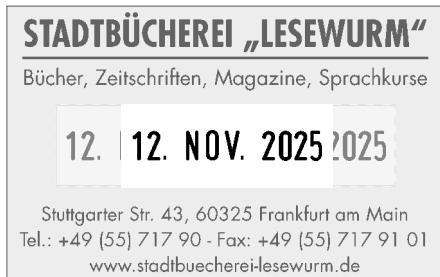 STADTBÜCHEREI „LESEWURM“
Bücher, Zeitschriften, Magazine, Sprachkurse
12. 12. NOV. 2025 2025
Stuttgarter Str. 43, 60325 Frankfurt am Main
Tel.: +49 (55) 717 90 - Fax: +49 (55) 717 91 01
www.stadtbuecherei-lesewurm.de